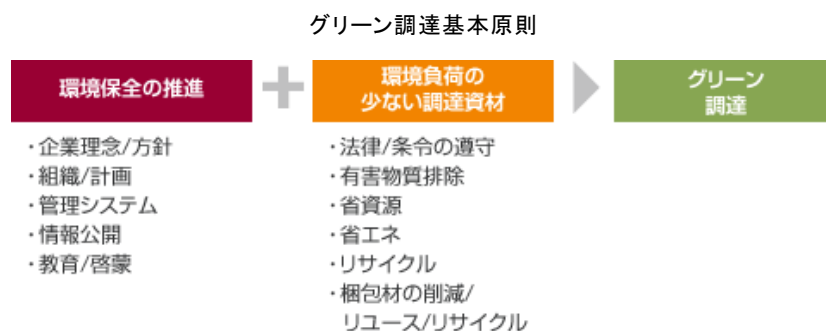 グリーン調達基本原則
環境保全の推進
環境負荷の
少ない調達資材
グリーン
調達
・企業理念/方針
・組織/計画
・管理システム
・情報公開
・教育/啓蒙
・法律/条令の遵守
・有害物質排除
・省資源
・省エネ
・リサイクル
・梱包材の削減/
リユース/リサイクル